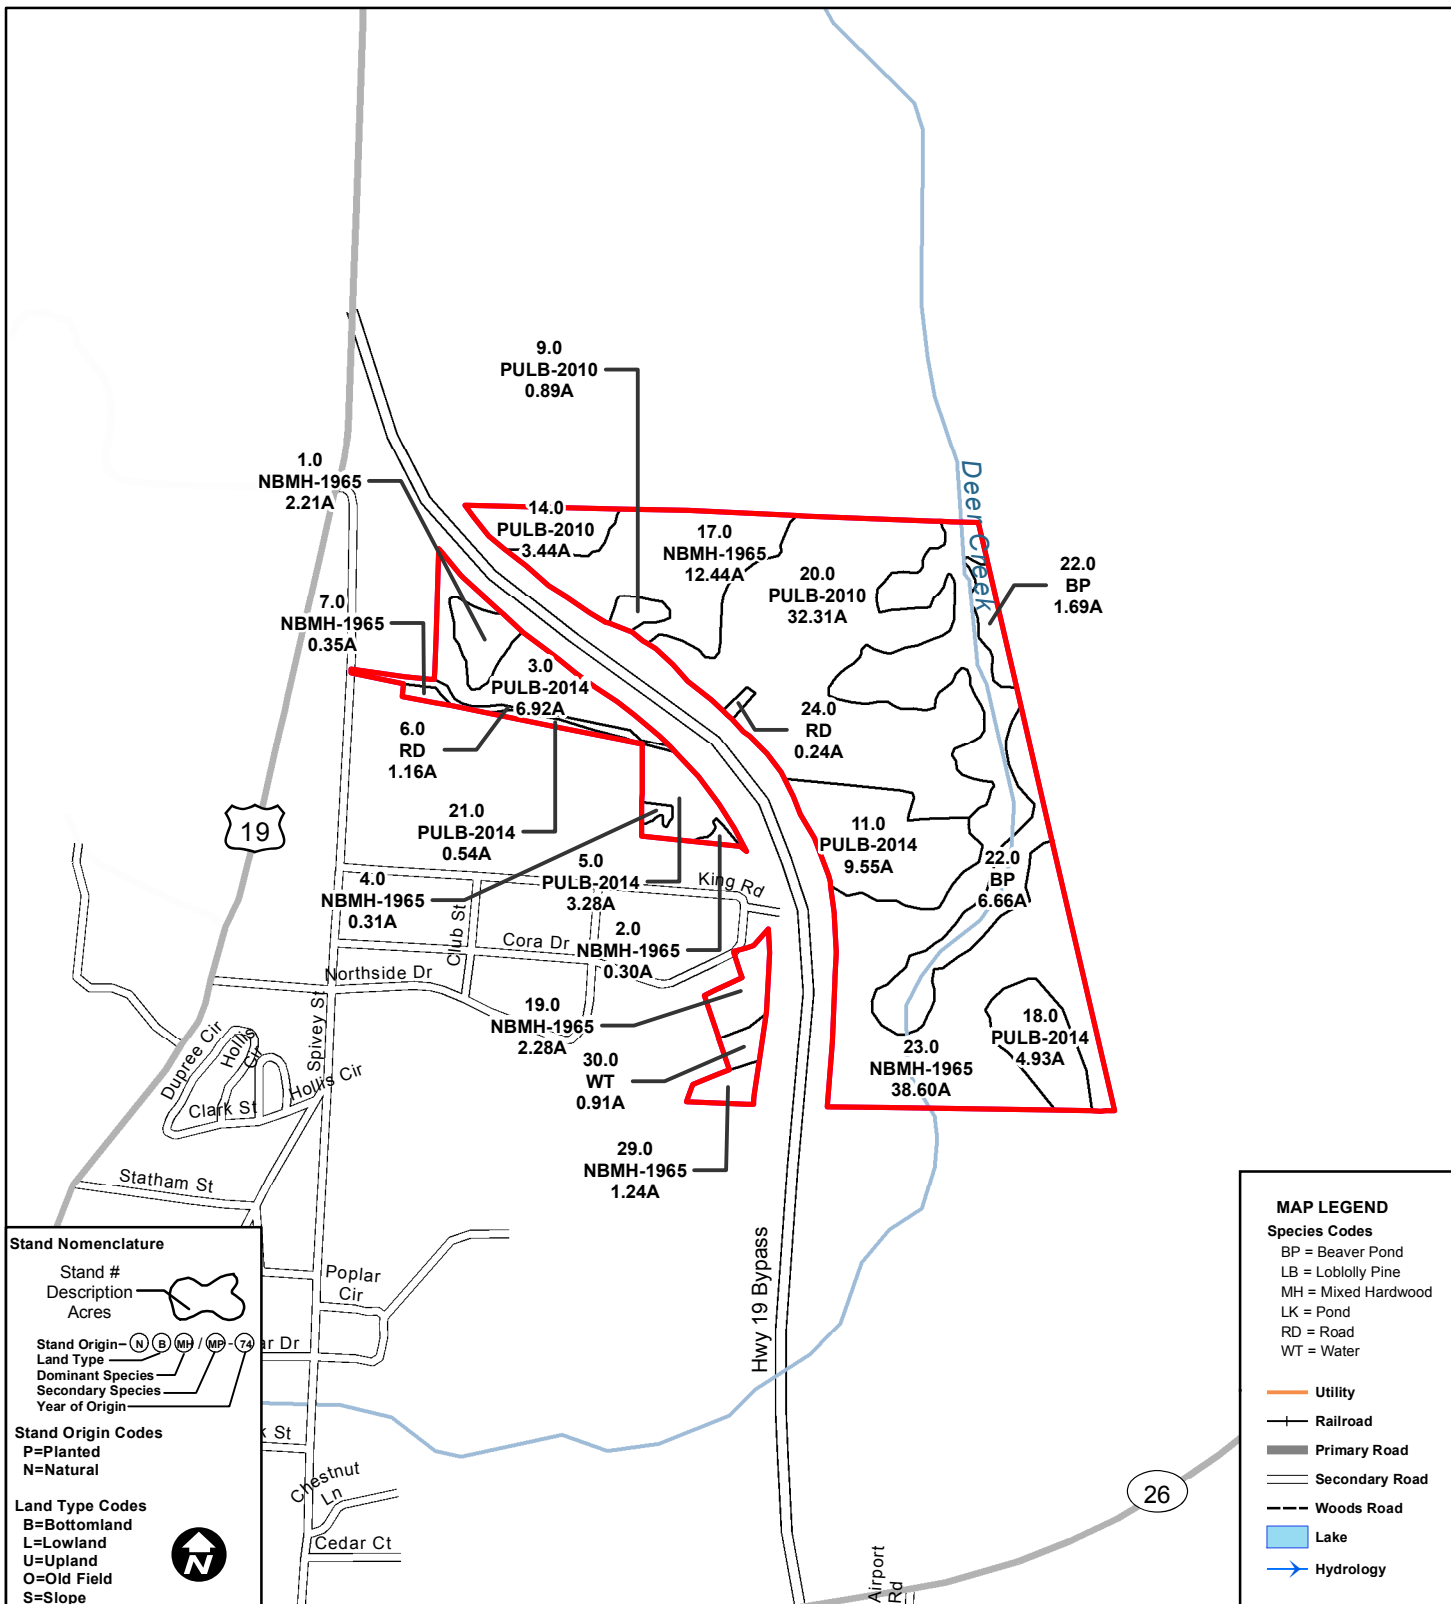 9.0
PULB-2010
0.89A
1.0
NBMH-1965
2.21A
14.0
PULB-2010
3.44A
17.0
NBMH-1965
12.44A
20.0
PULB-2010
32.31A
Deer Creek
22.0
BP
1.69A
7.0
NBMH-1965
0.35A
3.0
PULB-2014
6.92A
6.0
RD
1.16A
24.0
RD
0.24A
19
21.0
PULB-2014
0.54A
11.0
PULB-2014
9.55A
22.0
BP
6.66A
5.0
PULB-2014
3.28A
4.0
NBMH-1965
0.31A
King Rd
Club St
Cora Dr
2.0
NBMH-1965
0.30A
Northside Dr
19.0
NBMH-1965
2.28A
30.0
WT
0.91A
23.0
NBMH-1965
38.60A
18.0
PULB-2014
4.93A
Spivey St
Dupree Cir
Hollis
Cir
Hollis Cir
Clark St
29.0
NBMH-1965
1.24A
Statham St
Hwy 19 Bypass
Poplar
Cir
ar Dr
k St
Chestnut
Ln
Cedar Ct
26
Airport
Rd
Stand Nomenclature
Stand #
Description
Acres
Stand Origin N B MH / MP - 74
Land Type
Dominant Species
Secondary Species
Year of Origin
Stand Origin Codes
P=Planted
N=Natural
Land Type Codes
B=Bottomland
L=Lowland
U=Upland
O=Old Field
S=Slope
N
MAP LEGEND
Species Codes
BP = Beaver Pond
LB = Loblolly Pine
MH = Mixed Hardwood
LK = Pond
RD = Road
WT = Water
Utility
Railroad
Primary Road
Secondary Road
Woods Road
Lake
Hydrology